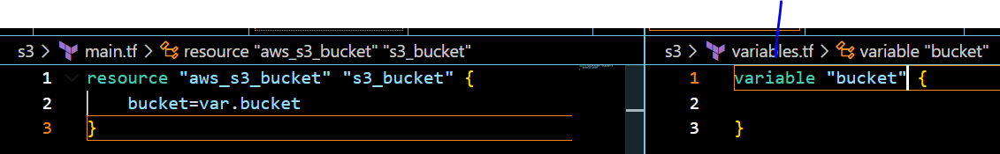 s3 > main.tf > resource "aws_s3_bucket" "s3_bucket"
1 resource "aws_s3_bucket" "s3_bucket" {
2 bucket=var.bucket
3 }
s3 > variables.tf > variable "bucket"
1 variable "bucket" {
2
3 }